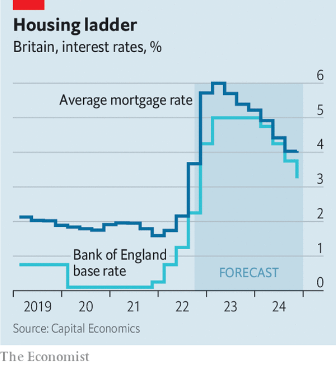 Housing ladder
Britain, interest rates, %
6
Average mortgage rate
5
4
3
2
Bank of England
base rate
1
FORECAST
0
2019 20 21 22 23 24
Source: Capital Economics
The Economist